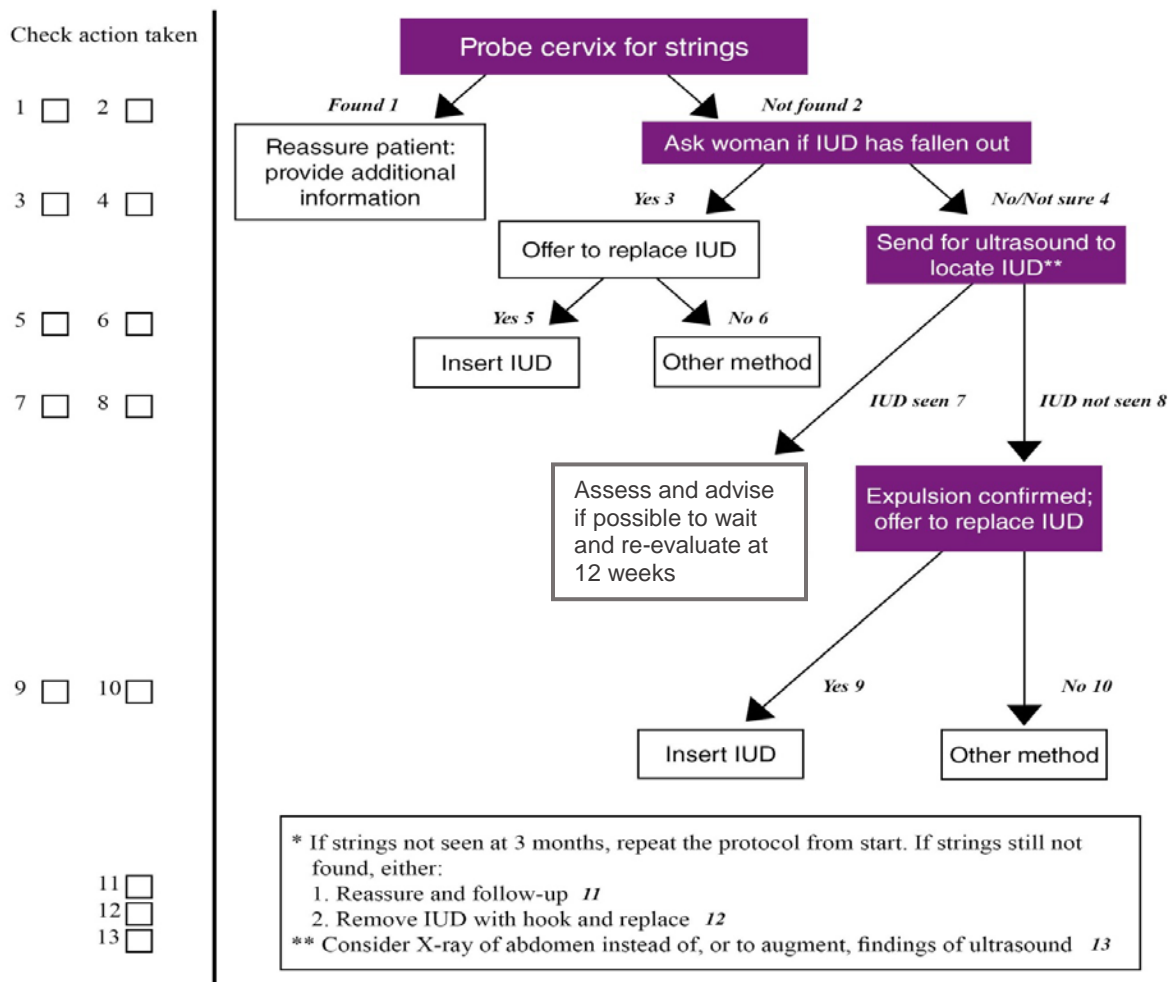 Check action taken
Probe cervix for strings
1 2
Found 1
Not found 2
Reassure patient:
provide additional
information
Ask woman if IUD has fallen out
3 4
Yes 3
No/Not sure 4
Offer to replace IUD
Send for ultrasound to
locate IUD**
5 6
Yes 5
No 6
Insert IUD
Other method
7 8
IUD seen 7
IUD not seen 8
Assess and advise
if possible to wait
and re-evaluate at
12 weeks
Expulsion confirmed;
offer to replace IUD
9 10
Yes 9
No 10
Insert IUD
Other method
* If strings not seen at 3 months, repeat the protocol from start. If strings still not
found, either:
1. Reassure and follow-up 11
2. Remove IUD with hook and replace 12
** Consider X-ray of abdomen instead of, or to augment, findings of ultrasound 13
11
12
13